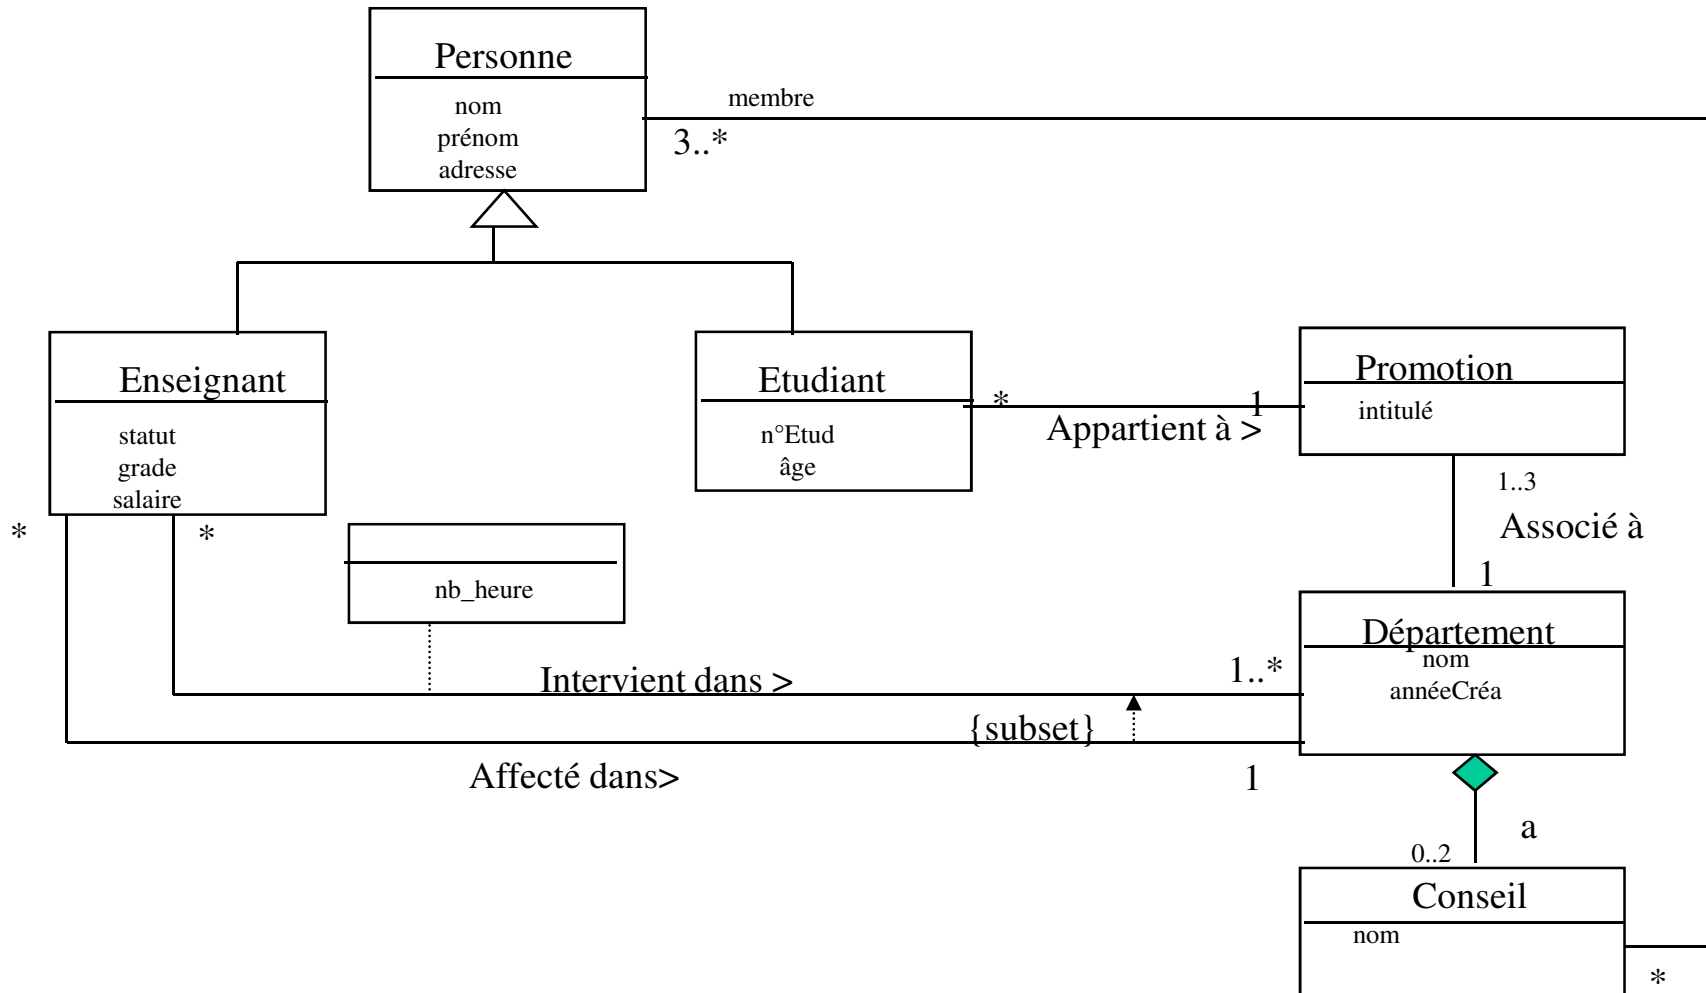 Personne
nom
prénom
adresse
membre
3..*
Enseignant
statut
grade
salaire
Etudiant
n°Etud
âge
*
1
Appartient à >
Promotion
intitulé
1..3
Associé à
1
*
*
nb_heure
Intervient dans >
1..*
{subset}
Affecté dans>
1
Département
nom
annéeCréa
a
0..2
Conseil
nom
*